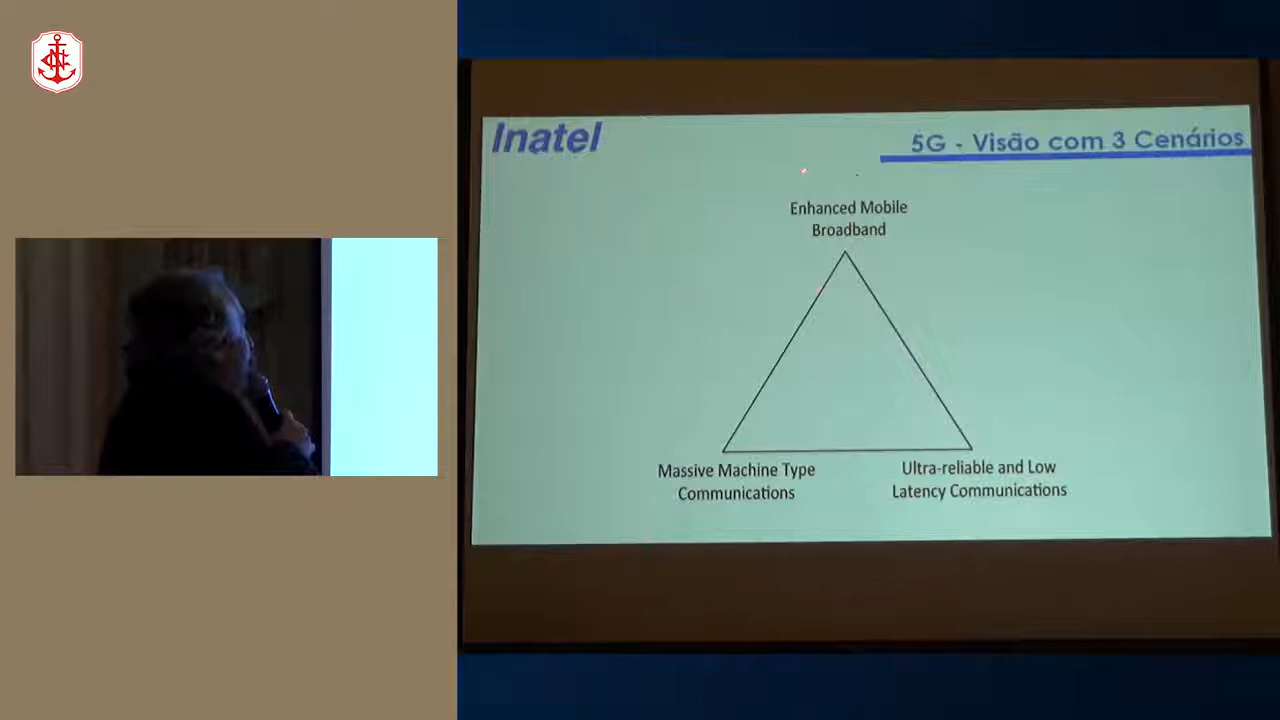 Inatel
5G - Visão com 3 Cenários
Enhanced Mobile
Broadband
Massive Machine Type
Communications
Ultra-reliable and Low
Latency Communications